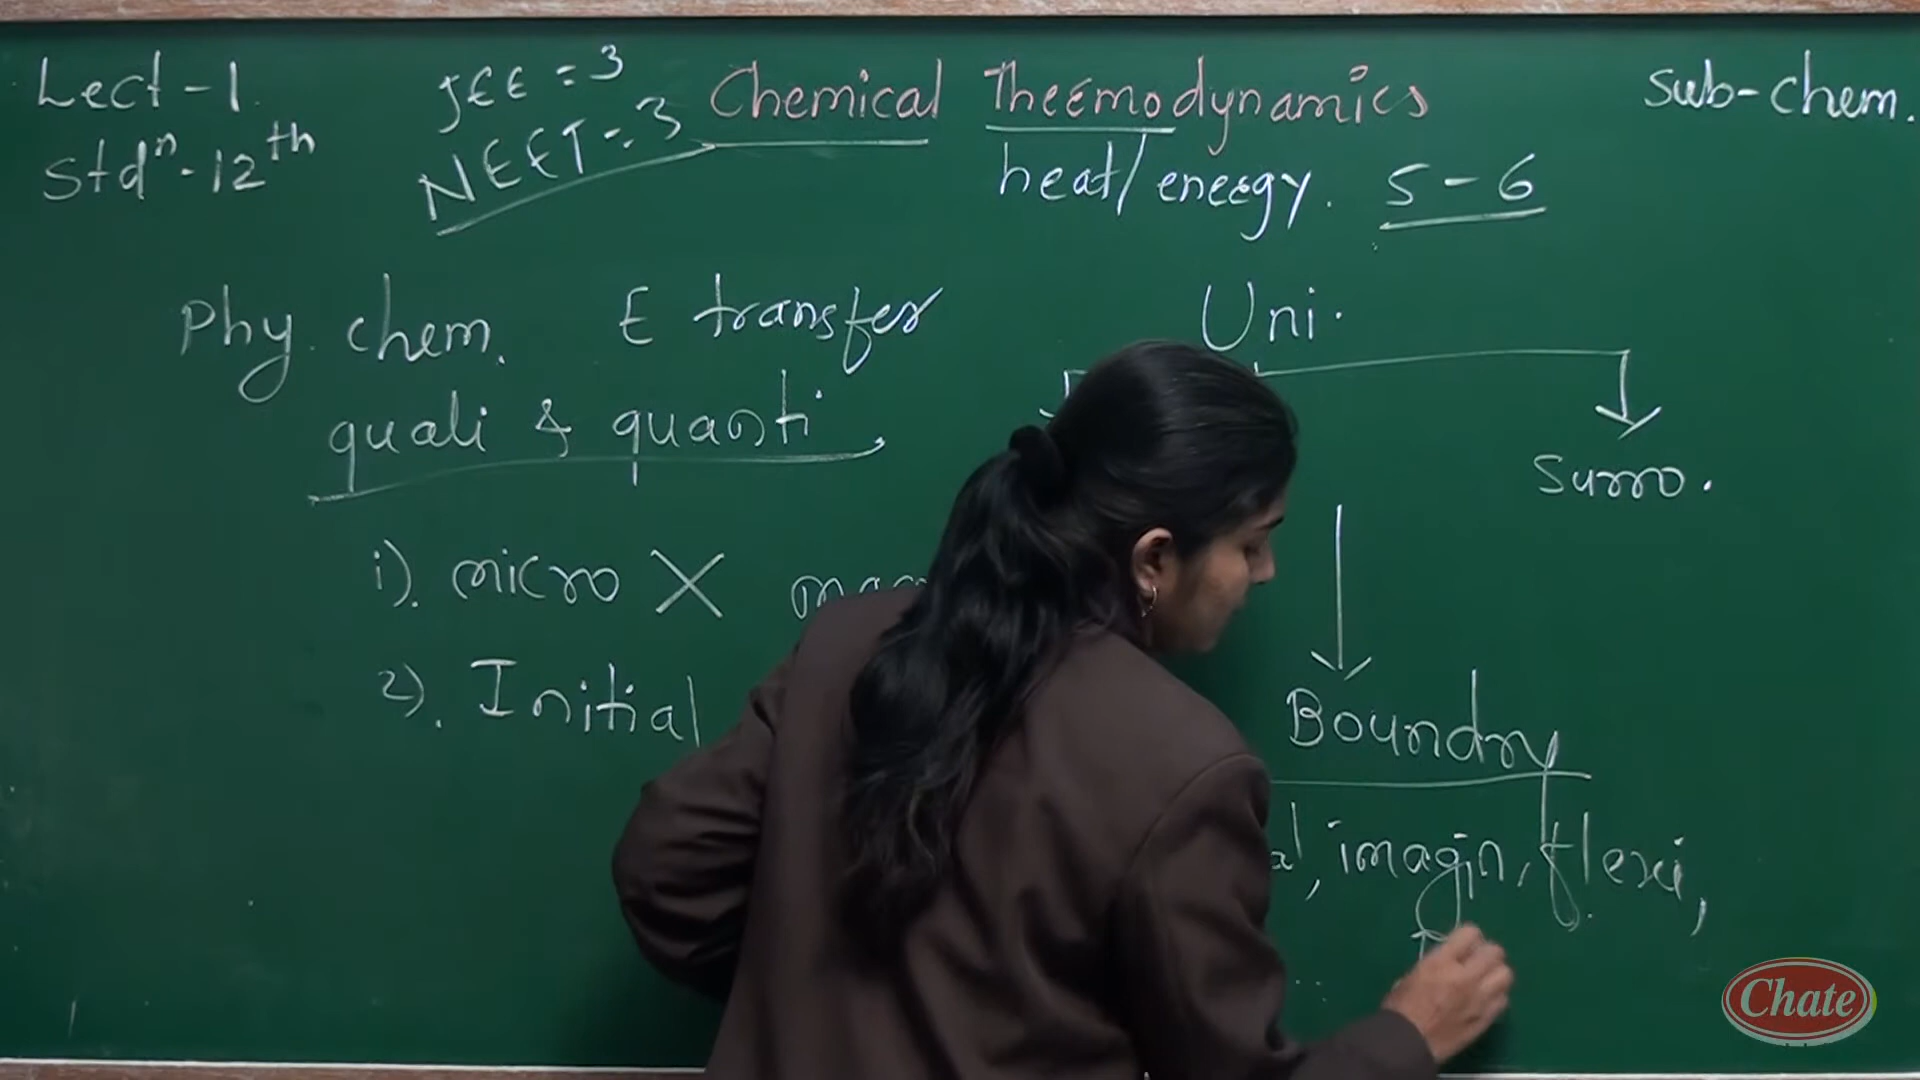 Lect - 1.
Stdⁿ - 12th
JEE = 3
NEET = 3
Chemical Thermodynamics
heat/energy. 5 - 6
Sub - chem.
Phy. chem. E transfer
quali & quanti
i). micro X
2). Initial
Uni.
Surro.
Boundry
imagin, flexi,
Chate